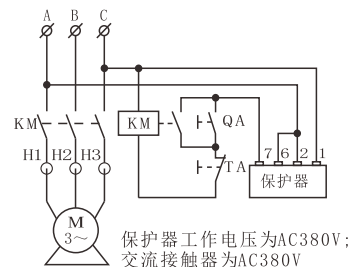 A B C
KM KM QA
7 6 2 1
H1 H2 H3 TA
保护器
M
3~
保护器工作电压为AC380V;
交流接触器为AC380V